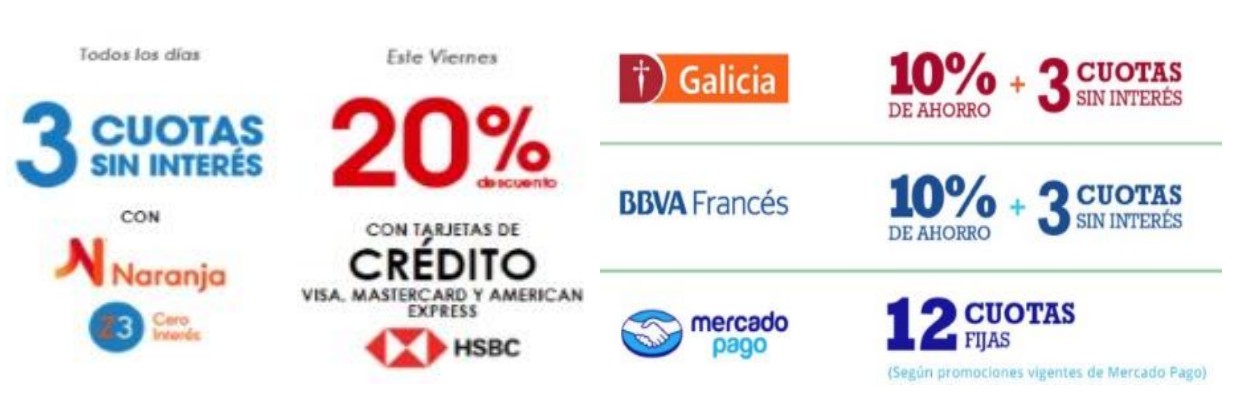 Todos los días
3 CUOTAS
SIN INTERÉS
CON
Naranja
Z3 Cero
Interés
Este Viernes
20%
descuento
CON TARJETAS DE
CRÉDITO
VISA, MASTERCARD Y AMERICAN
EXPRESS
HSBC
Galicia
10% + 3 CUOTAS
DE AHORRO SIN INTERÉS
BBVA Francés
10% + 3 CUOTAS
DE AHORRO SIN INTERÉS
mercado
pago
12 CUOTAS
FIJAS
(Según promociones vigentes de Mercado Pago)